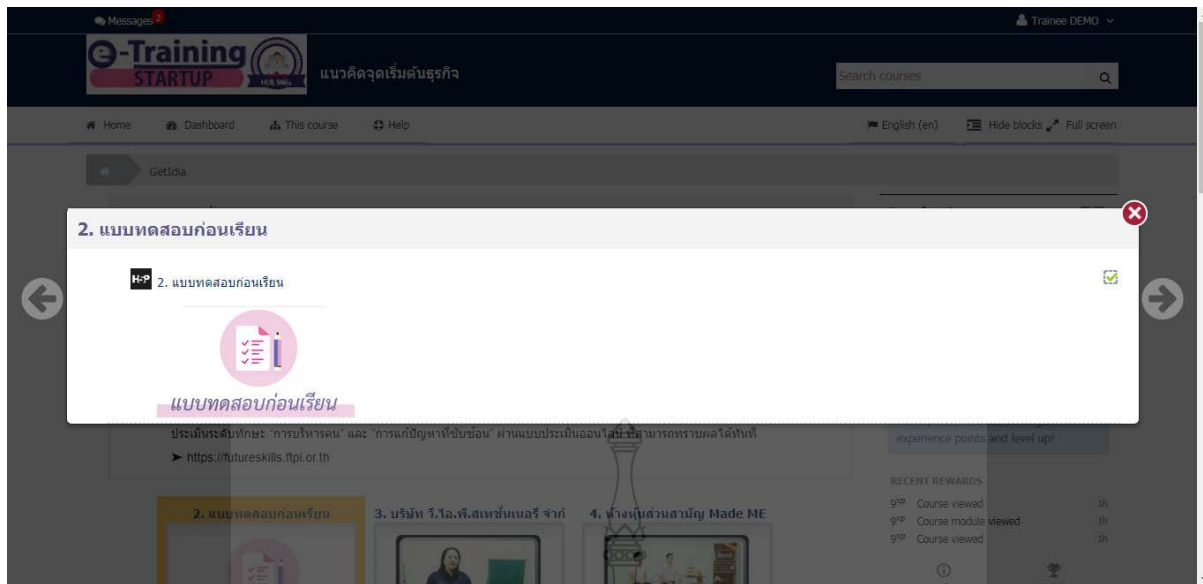 Messages 2
Trainee DEMO
e-Training
STARTUP
แนวคิดจุดเริ่มต้นธุรกิจ
Search courses
Home Dashboard This course Help
English (en) Hide blocks Full screen
GetIdia
2. แบบทดสอบก่อนเรียน
H-P 2. แบบทดสอบก่อนเรียน
แบบทดสอบก่อนเรียน
ประเมินระดับทักษะ "การบริหารคน" และ "การแก้ปัญหาที่ซับซ้อน" ผ่านแบบประเมินออนไลน์ ที่สามารถทราบผลได้ทันที
➤ https://futureskills.ftpi.or.th
experience points and level up!
RECENT REWARDS
9xp Course viewed 1h
9xp Course module viewed 1h
9xp Course viewed 1h
2. แบบทดสอบก่อนเรียน
3. บริษัท วี.ไอ.พี.สเทชั่นเนอรี่ จำกั
4. ห้างหุ้นส่วนสามัญ Made ME